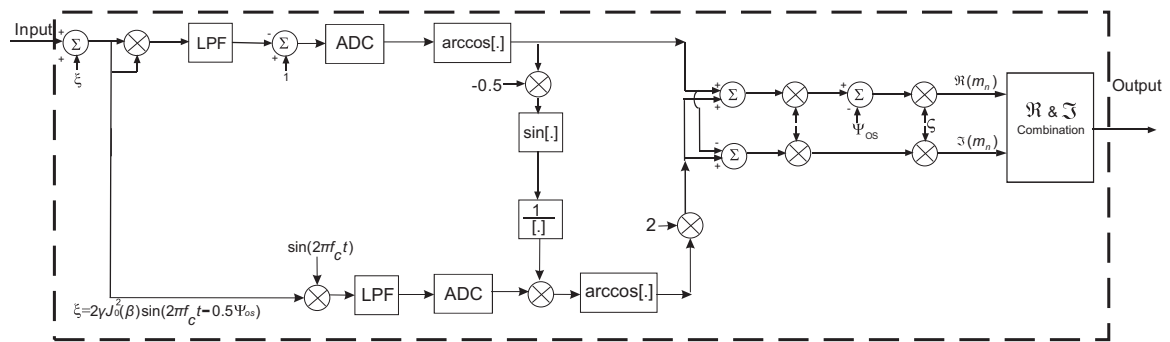 Input
Σ
ξ
LPF
Σ
1
ADC
arccos[.]
-0.5
sin[.]
1
[.]
sin(2πf_c t)
LPF
ADC
arccos[.]
2
Σ
Σ
Σ
Ψ_OS
ζ
ℜ(m_n)
ℑ(m_n)
ℜ & ℑ
Combination
Output
ξ=2γJ_0^2(β)sin(2πf_c t−0.5Ψ_os)